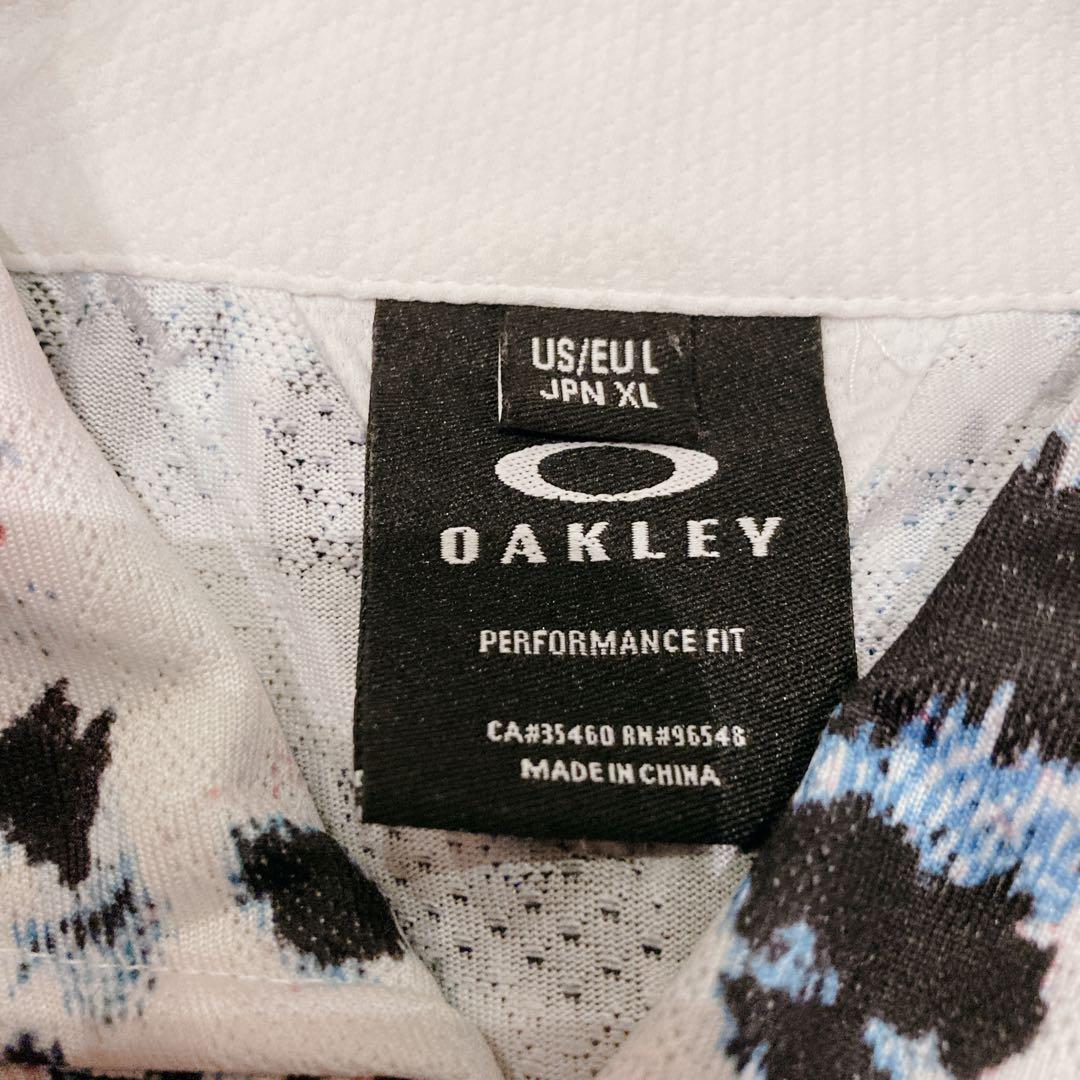 US/EU L
JPN XL
OAKLEY
PERFORMANCE FIT
CA#35460 RN#96548
MADE IN CHINA